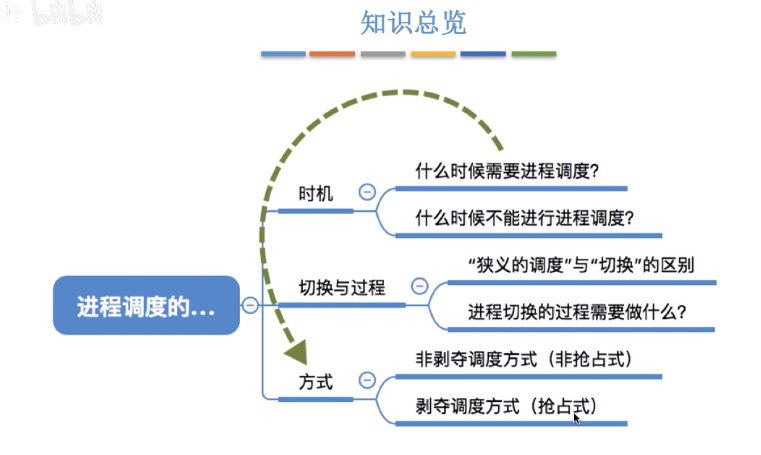 bilibili
知识总览
什么时候需要进程调度?
时机
什么时候不能进行进程调度?
“狭义的调度”与“切换”的区别
切换与过程
进程切换的过程需要做什么?
进程调度的...
非剥夺调度方式（非抢占式）
方式
剥夺调度方式（抢占式）